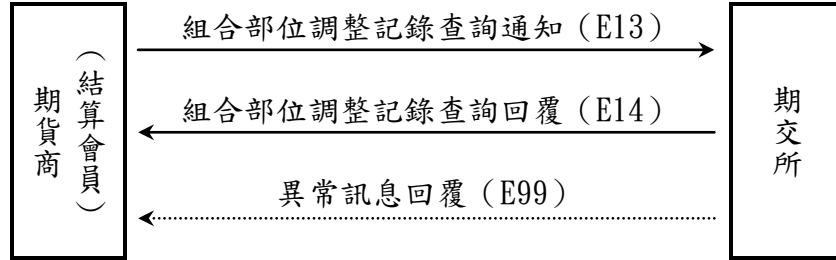 期貨商
（結算會員）
組合部位調整記錄查詢通知（E13）
組合部位調整記錄查詢回覆（E14）
異常訊息回覆（E99）
期交所